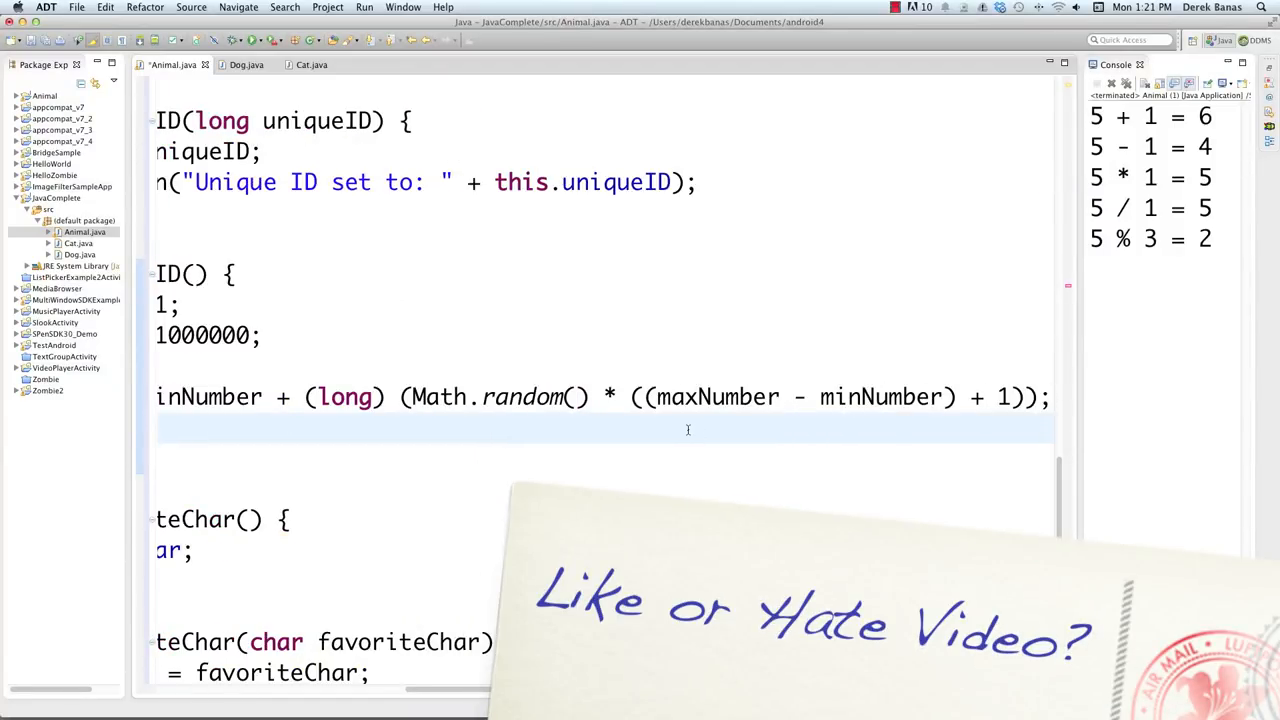 ADT File Edit Refactor Source Navigate Search Project Run Window Help 10 Mon 1:21 PM Derek Banas
Java - JavaComplete/src/Animal.java - ADT - /Users/derekbanas/Documents/android4
Quick Access Java DDMS
Package Exp *Animal.java Dog.java Cat.java Console
<terminated> Animal (1) [Java Application] /S
Animal
appcompat_v7
appcompat_v7_2
appcompat_v7_3
appcompat_v7_4
BridgeSample
HelloWorld
HelloZombie
ImageFilterSampleApp
JavaComplete
src
(default package)
Animal.java
Cat.java
Dog.java
JRE System Library [Ja
ListPickerExample2Activi
MediaBrowser
MultiWindowSDKExample
MusicPlayerActivity
SlookActivity
SPenSDK30_Demo
TestAndroid
TextGroupActivity
VideoPlayerActivity
Zombie
Zombie2
ID(long uniqueID) {
niqueID;
n("Unique ID set to: " + this.uniqueID);
ID() {
1;
1000000;
inNumber + (long) (Math.random() * ((maxNumber - minNumber) + 1));
teChar() {
ar;
teChar(char favoriteChar)
= favoriteChar;
5 + 1 = 6
5 - 1 = 4
5 * 1 = 5
5 / 1 = 5
5 % 3 = 2
Like or Hate Video?
AIR MAIL